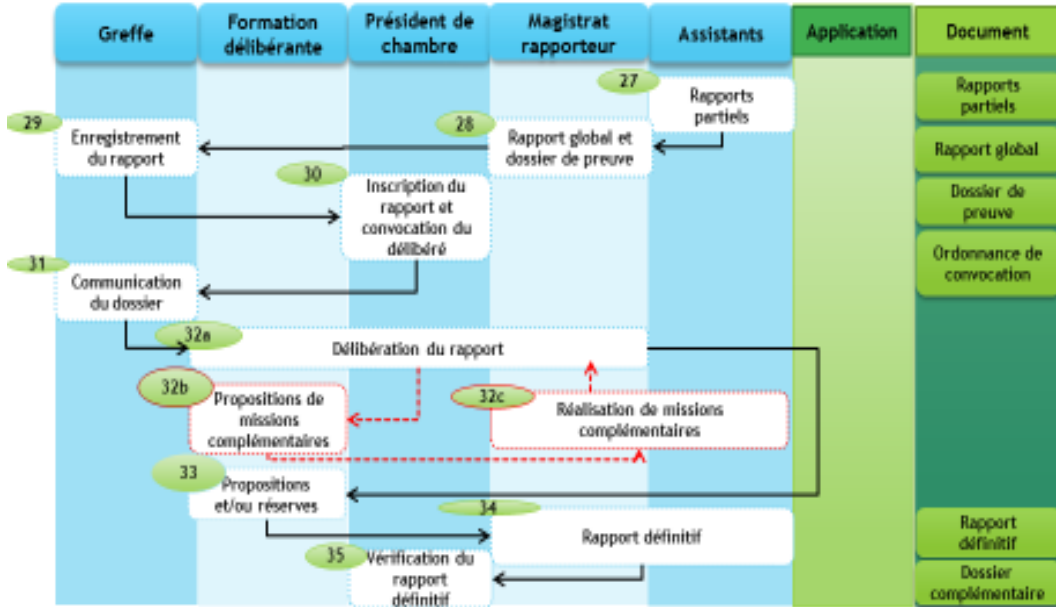 Greffe
Formation
délibérante
Président de
chambre
Magistrat
rapporteur
Assistants
Application
Document
27
Rapports
partiels
Rapports
partiels
29
Enregistrement
du rapport
28
Rapport global et
dossier de preuve
Rapport global
30
Inscription du
rapport et
convocation du
délibéré
Dossier de
preuve
31
Communication
du dossier
Ordonnance de
convocation
32a
Délibération du rapport
32b
Propositions de
missions
complémentaires
32c
Réalisation de missions
complémentaires
33
Propositions
et/ou réserves
34
Rapport définitif
Rapport
définitif
35
Vérification du
rapport
définitif
Dossier
complémentaire